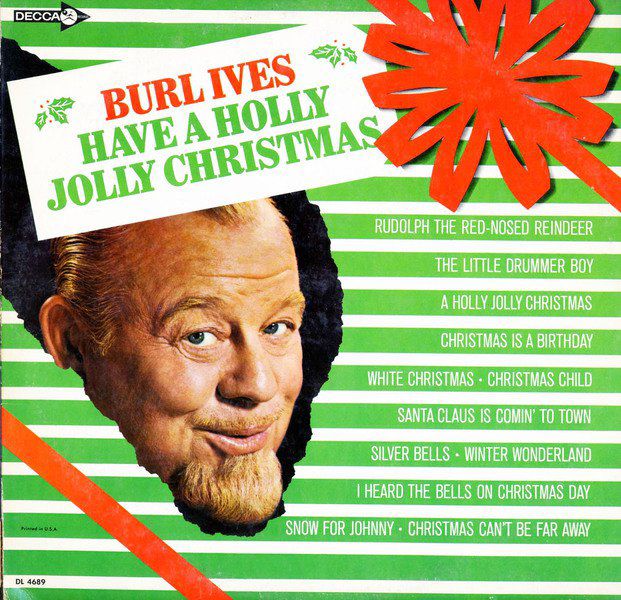 DECCA
BURL IVES
HAVE A HOLLY
JOLLY CHRISTMAS
RUDOLPH THE RED-NOSED REINDEER
THE LITTLE DRUMMER BOY
A HOLLY JOLLY CHRISTMAS
CHRISTMAS IS A BIRTHDAY
WHITE CHRISTMAS • CHRISTMAS CHILD
SANTA CLAUS IS COMIN' TO TOWN
SILVER BELLS • WINTER WONDERLAND
I HEARD THE BELLS ON CHRISTMAS DAY
SNOW FOR JOHNNY • CHRISTMAS CAN'T BE FAR AWAY
Printed in U.S.A.
DL 4689